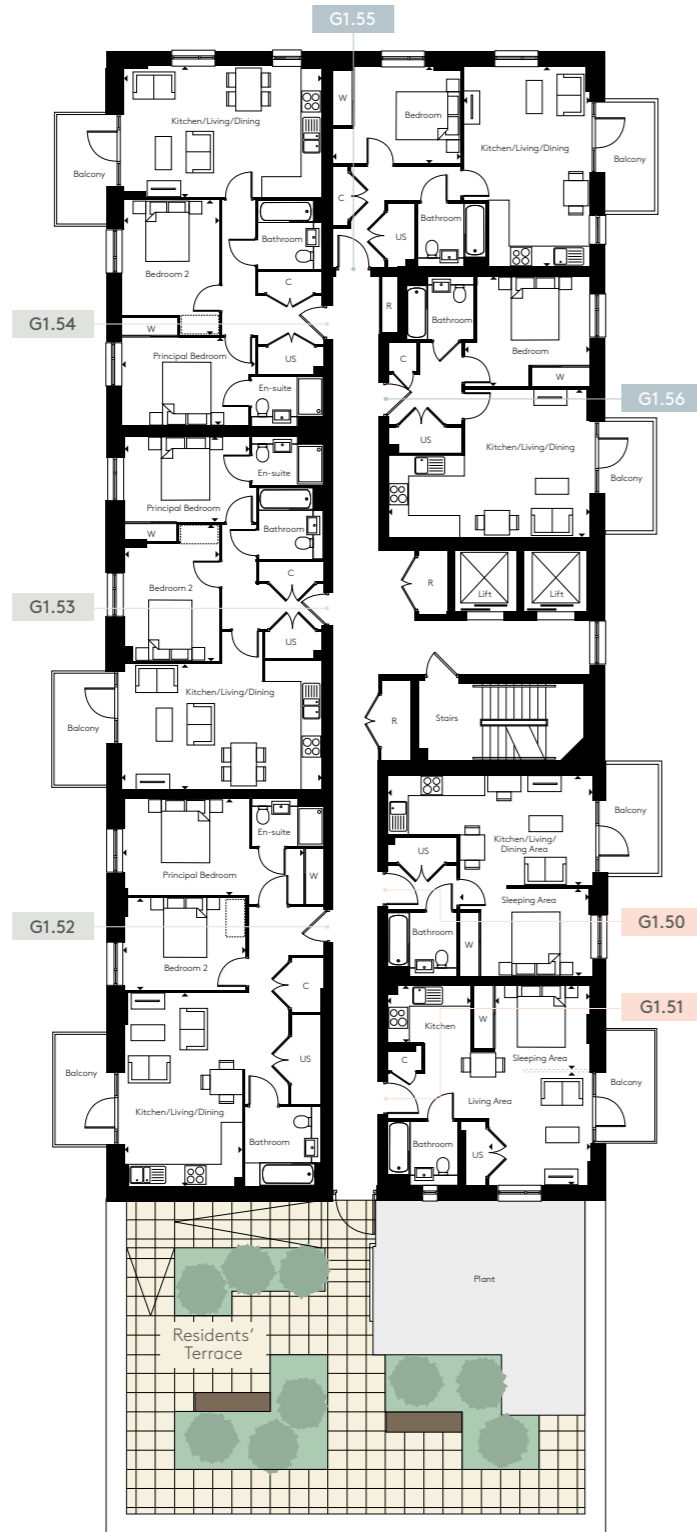 G1.55
Kitchen/Living/Dining
W
Bedroom
Kitchen/Living/Dining
Balcony
Balcony
C
Bathroom
US
Bathroom
Bedroom 2
C
R
Bathroom
G1.54
W
US
Principal Bedroom
En-suite
Bedroom
C
W
G1.56
US
Kitchen/Living/Dining
Balcony
En-suite
Principal Bedroom
Bathroom
W
Bedroom 2
C
R
Lift
Lift
G1.53
US
Kitchen/Living/Dining
Balcony
R
Stairs
En-suite
Principal Bedroom
W
Kitchen/Living/
Dining Area
Balcony
US
Sleeping Area
G1.52
Bathroom
W
G1.50
Bedroom 2
C
G1.51
Kitchen
W
Sleeping Area
US
C
Balcony
Living Area
Balcony
Kitchen/Living/Dining
Bathroom
Bathroom
US
Plant
Residents'
Terrace